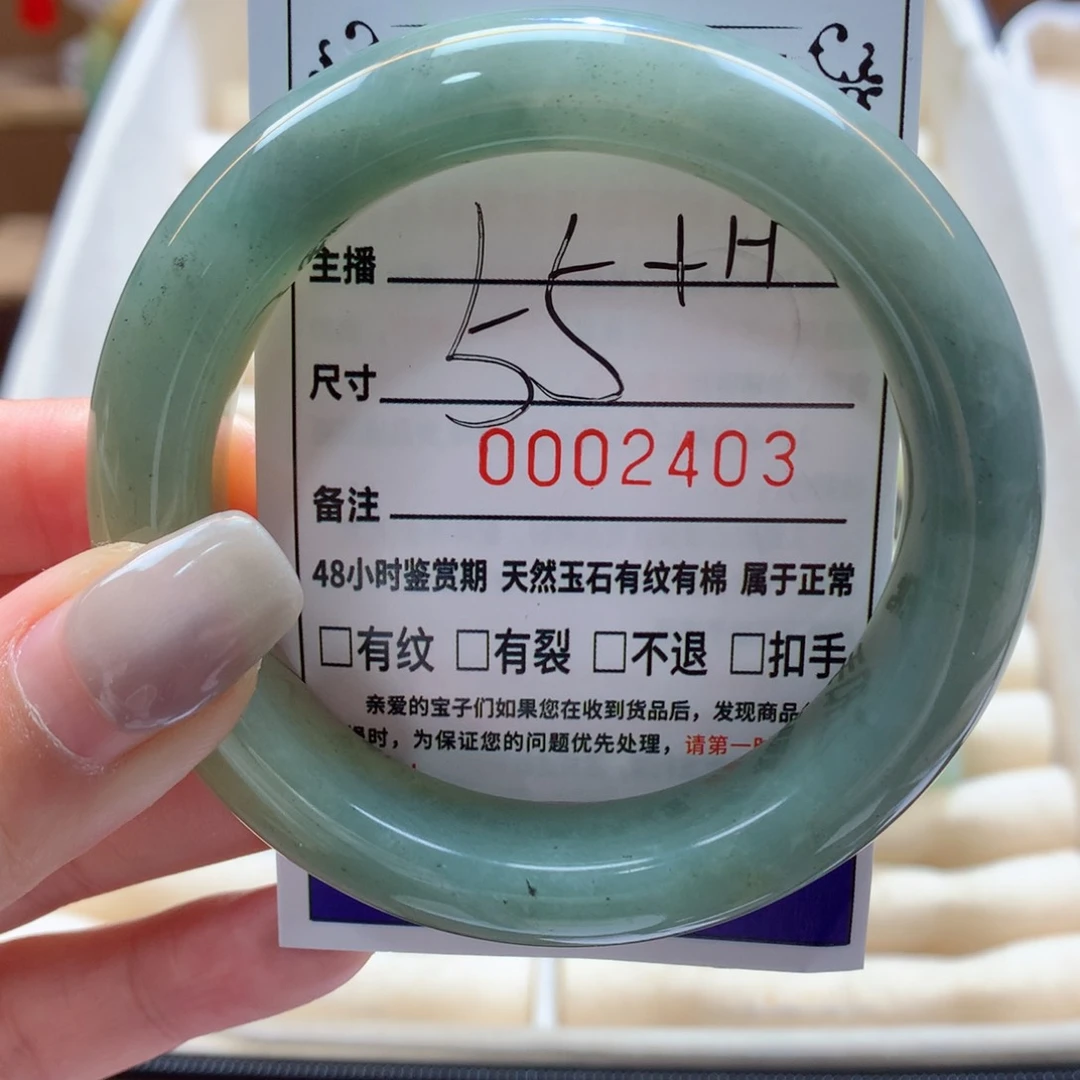 主播
55+H
尺寸
0002403
备注
48小时鉴赏期 天然玉石有纹有棉 属于正常
□有纹 □有裂 □不退 □扣手
亲爱的宝子们如果您在收到货品后，发现商品
时，为保证您的问题优先处理，请第一